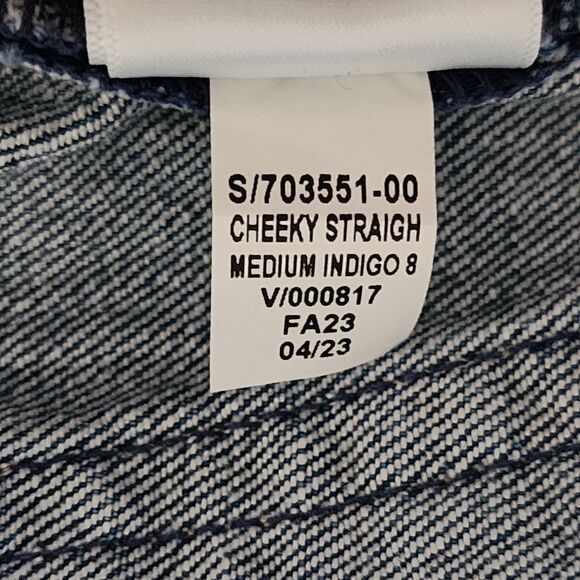 S/703551-00
CHEEKY STRAIGH
MEDIUM INDIGO 8
V/000817
FA23
04/23